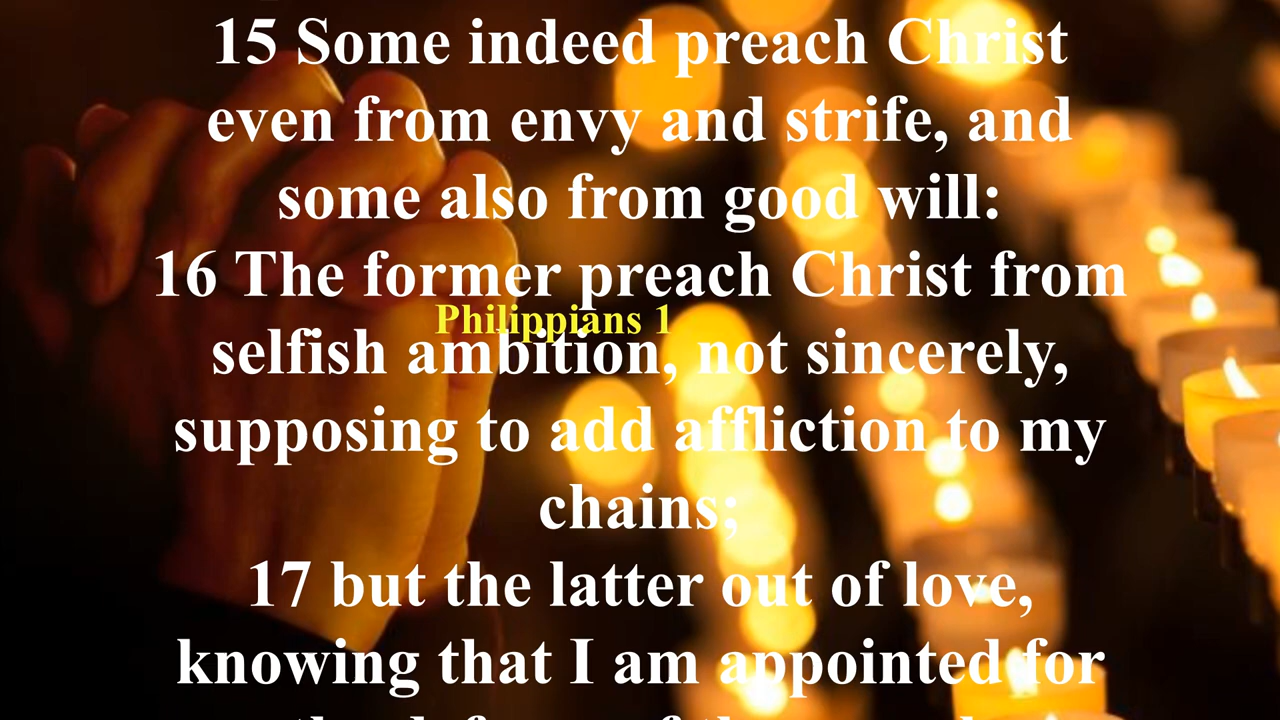 15 Some indeed preach Christ
even from envy and strife, and
some also from good will:
16 The former preach Christ from
Philippians 1
selfish ambition, not sincerely,
supposing to add affliction to my
chains;
17 but the latter out of love,
knowing that I am appointed for